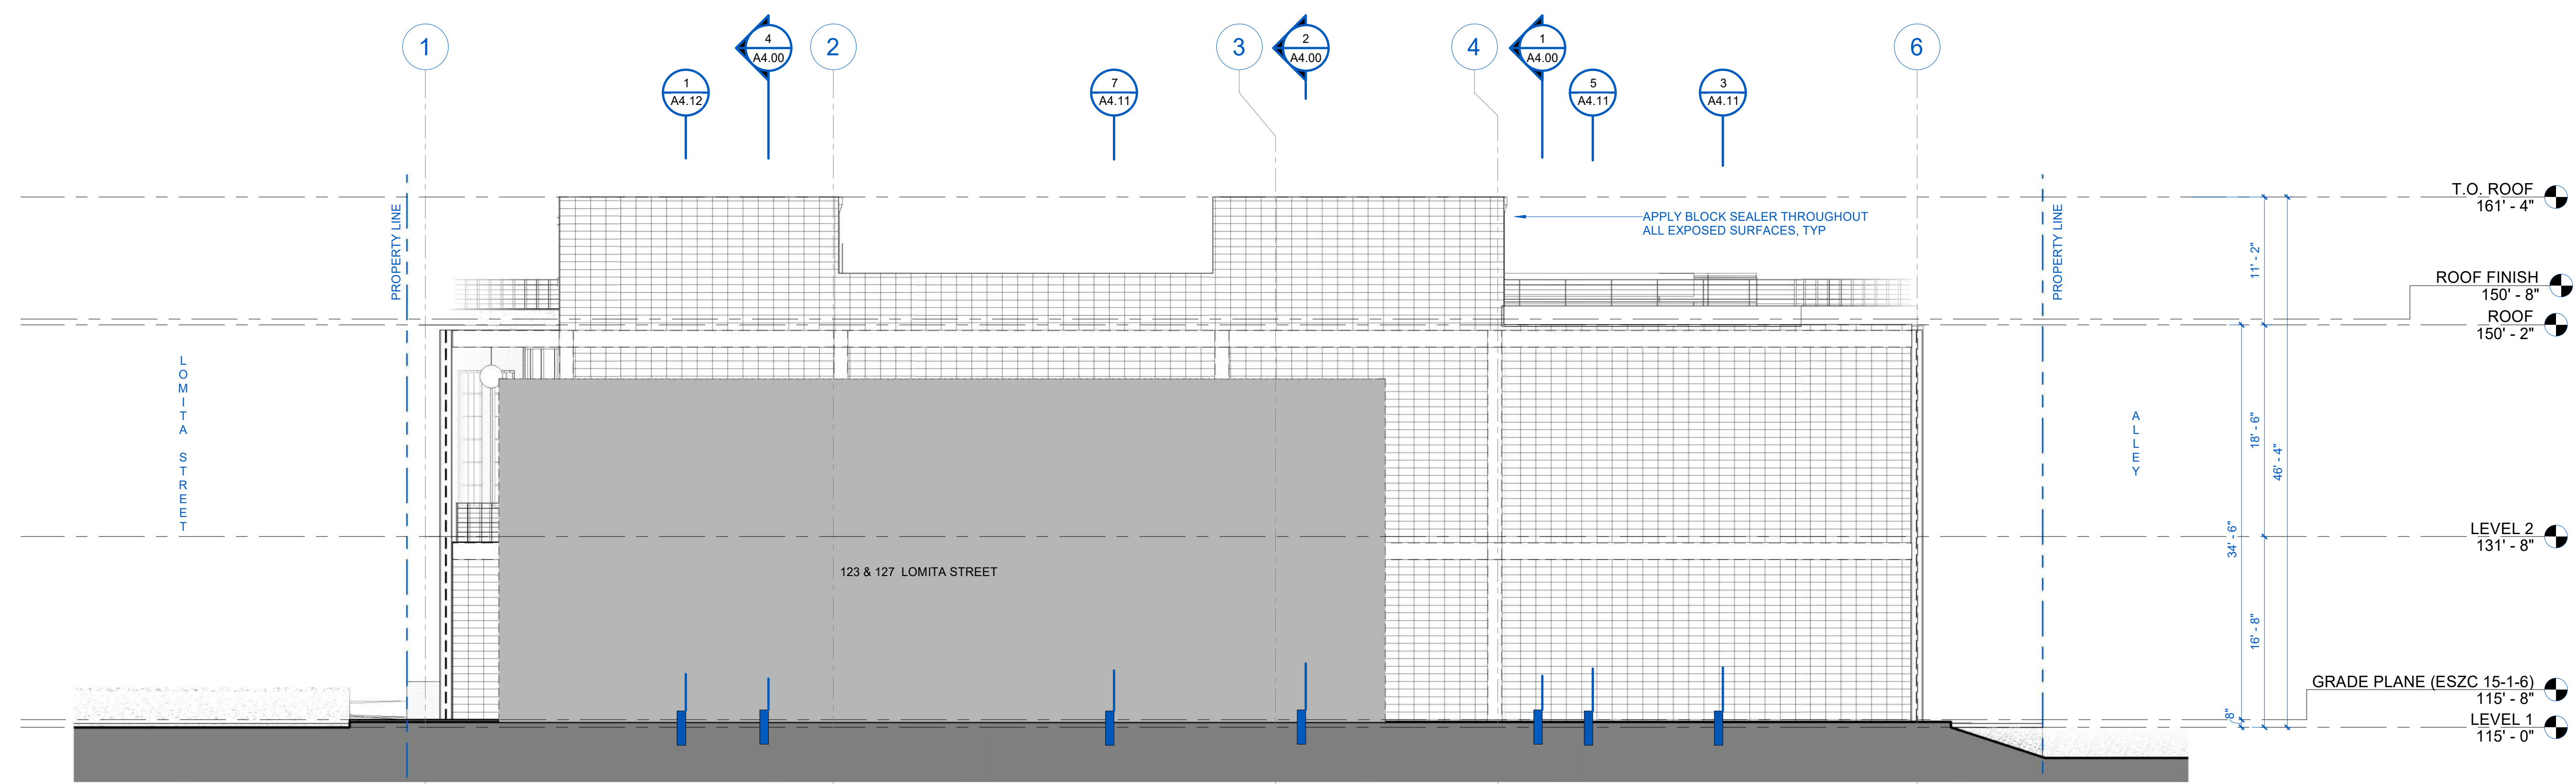 1
4
A4.00
2
3
2
A4.00
4
1
A4.00
6
1
A4.12
7
A4.11
5
A4.11
3
A4.11
PROPERTY LINE
APPLY BLOCK SEALER THROUGHOUT
ALL EXPOSED SURFACES, TYP
PROPERTY LINE
T.O. ROOF
161' - 4"
11' - 2"
ROOF FINISH
150' - 8"
ROOF
150' - 2"
LOMITA STREET
ALLEY
18' - 6"
46' - 4"
34' - 6"
LEVEL 2
131' - 8"
123 & 127 LOMITA STREET
16' - 8"
GRADE PLANE (ESZC 15-1-6)
115' - 8"
8"
LEVEL 1
115' - 0"